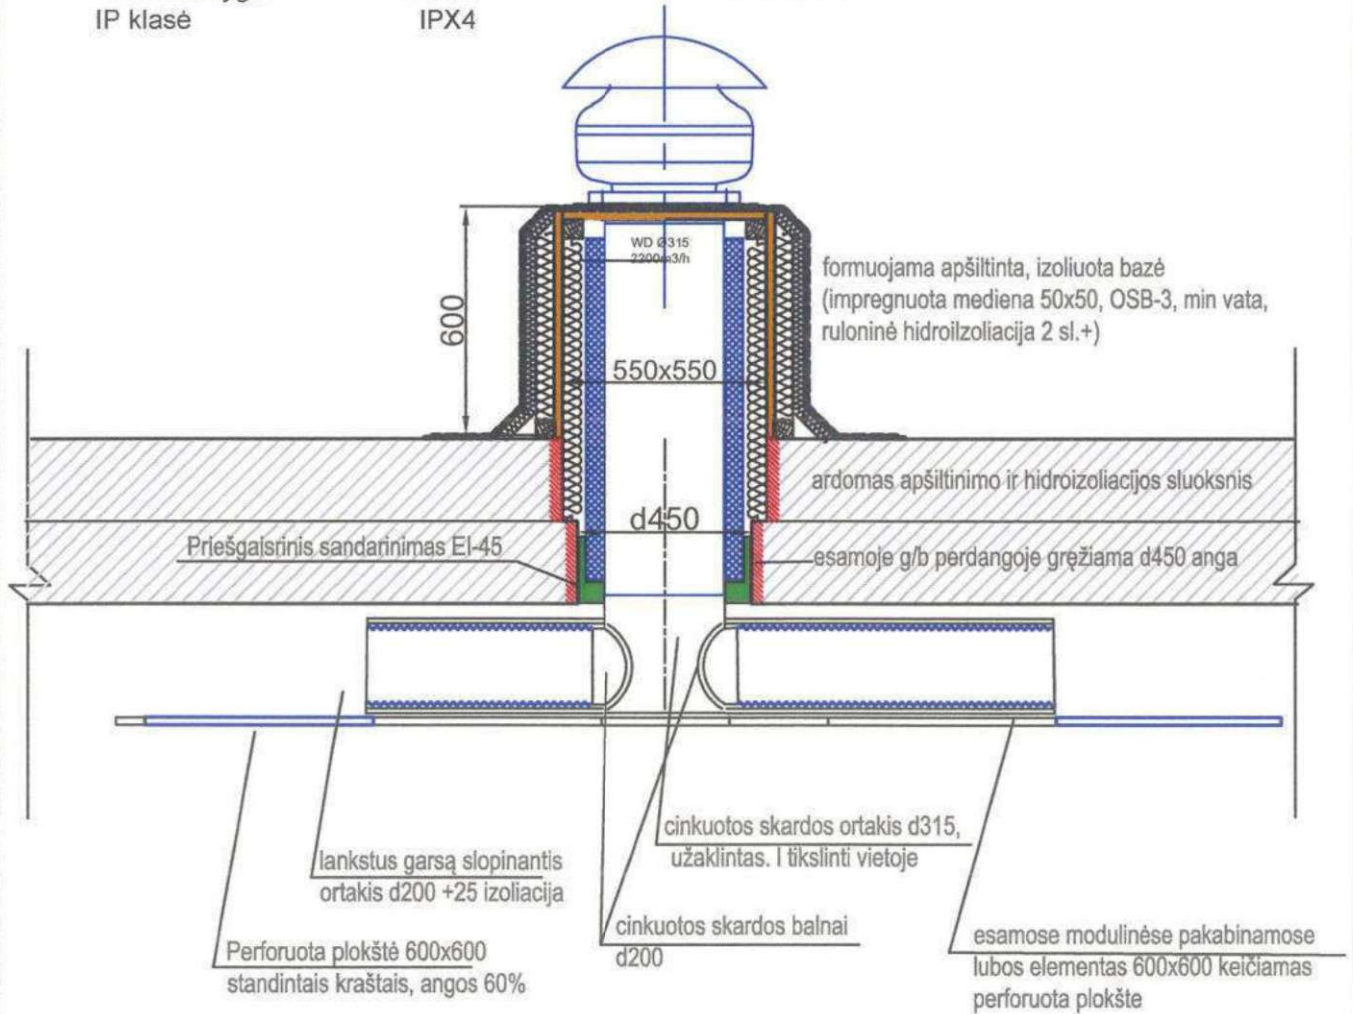 IP klasė IPX4
WD Ø315
2200m3/h
formuojama apšiltinta, izoliuota bazė
(impregnuota mediena 50x50, OSB-3, min vata,
ruloninė hidroilzoliacija 2 sl.+)
600
550x550
ardomas apšiltinimo ir hidroizoliacijos sluoksnis
d450
Priešgaisrinis sandarinimas EI-45
esamoje g/b perdangoje gręžiama d450 anga
cinkuotos skardos ortakis d315,
užaklintas. l tikslinti vietoje
lankstus garsą slopinantis
ortakis d200 +25 izoliacija
cinkuotos skardos balnai
d200
Perforuota plokštė 600x600
standintais kraštais, angos 60%
esamose modulinėse pakabinamose
lubos elementas 600x600 keičiamas
perforuota plokšte